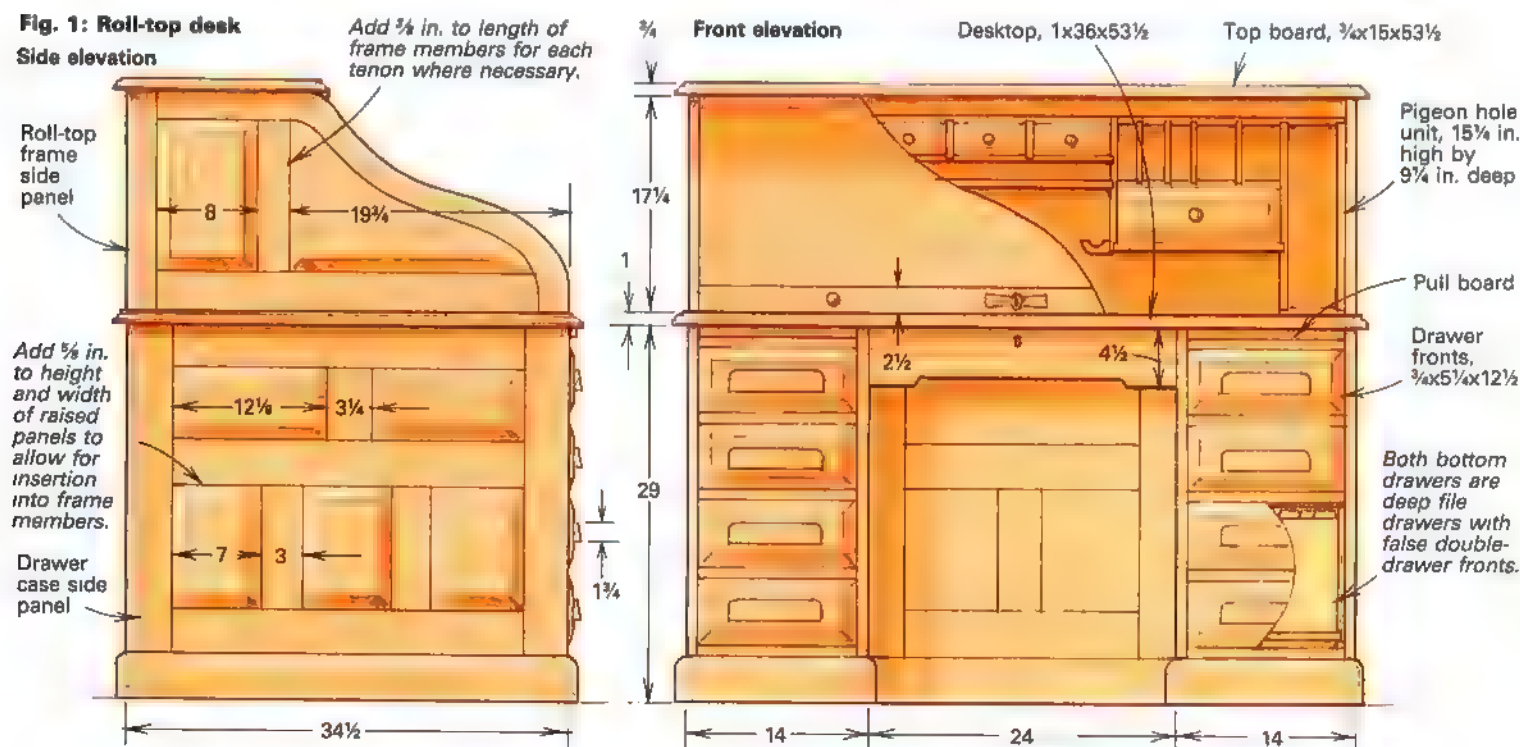 Fig. 1: Roll-top desk
Side elevation
Add ⅝ in. to length of
frame members for each
tenon where necessary.
Roll-top
frame
side
panel
8
19¾
Add ⅝ in.
to height
and width
of raised
panels to
allow for
insertion
into frame
members.
12⅛
3¼
7
3
1¾
Drawer
case side
panel
34½
¾
Front elevation
Desktop, 1x36x53½
Top board, ¾x15x53½
17¼
1
Pigeon hole
unit, 15¼ in.
high by
9¼ in. deep
Pull board
2½
4½
Drawer
fronts,
¾x5¼x12½
29
Both bottom
drawers are
deep file
drawers with
false double-
drawer fronts.
14
24
14